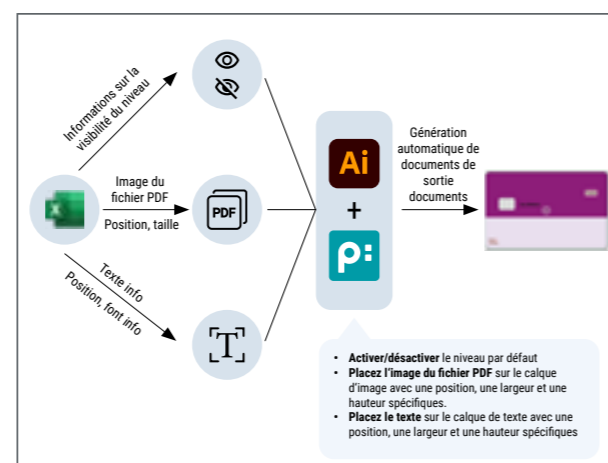 Informations sur la
visibilité du niveau
Image du
fichier PDF
Position, taille
Texte info
Position, font info
PDF
T
Ai
+
p:
Génération
automatique de
documents de
sortie
documents
• Activer/désactiver le niveau par défaut
• Placez l'image du fichier PDF sur le calque
d'image avec une position, une largeur et une
hauteur spécifiques.
• Placez le texte sur le calque de texte avec une
position, une largeur et une hauteur spécifiques